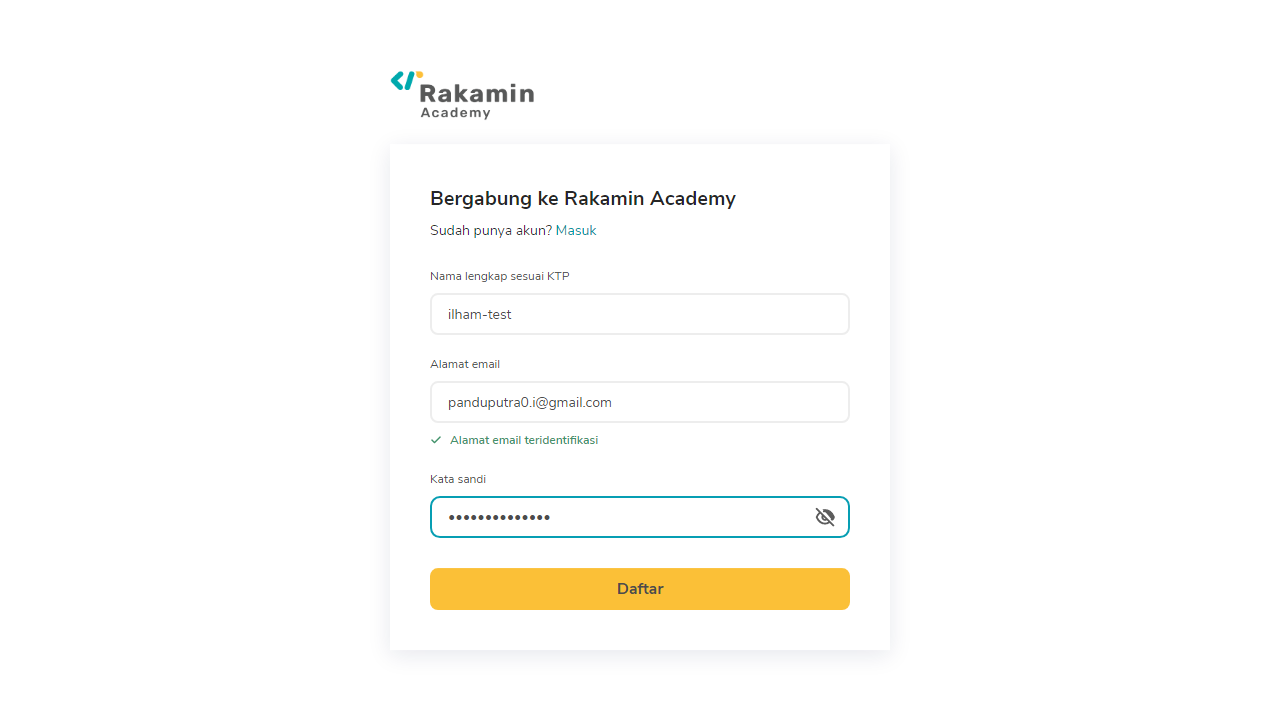 Rakamin
Academy
Bergabung ke Rakamin Academy
Sudah punya akun? Masuk
Nama lengkap sesuai KTP
ilham-test
Alamat email
panduputra0.i@gmail.com
Alamat email teridentifikasi
Kata sandi
••••••••••••••
Daftar